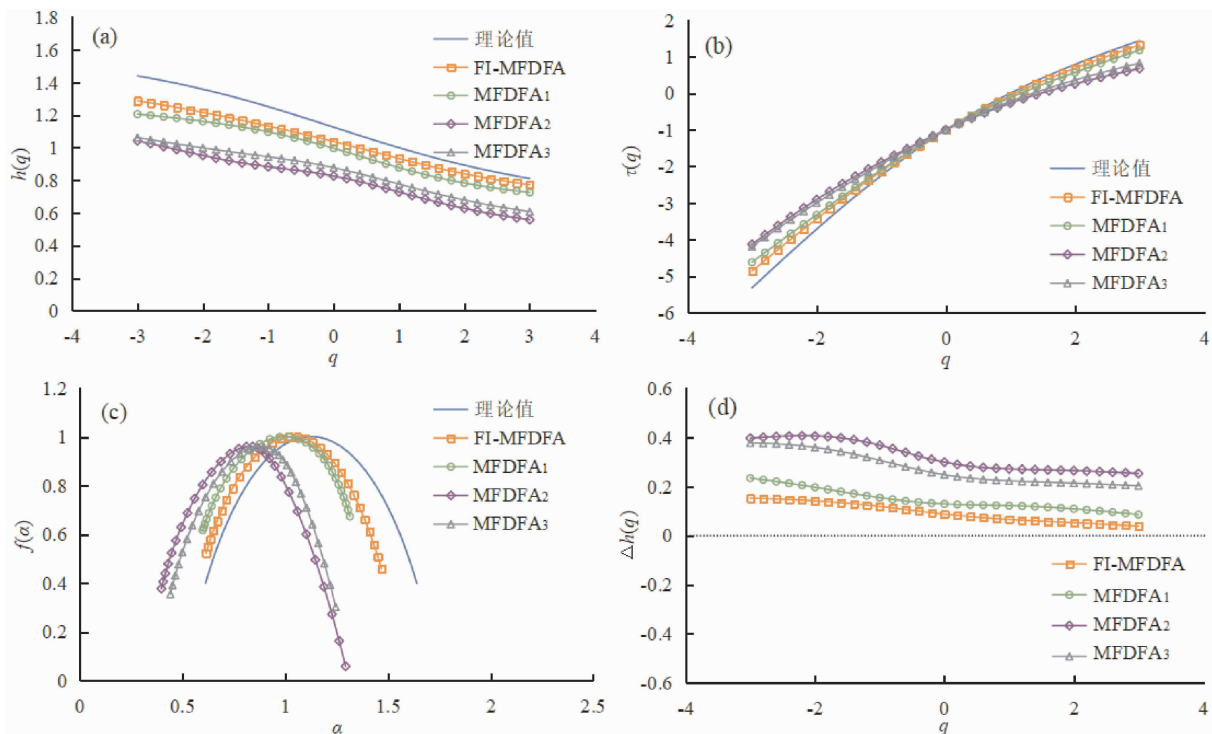 (a)
理论值
FI-MFDFA
MFDFA1
MFDFA2
MFDFA3
1.8
1.6
1.4
1.2
1
0.8
0.6
0.4
0.2
0
h(q)
-4 -3 -2 -1 0 1 2 3 4
q
(b)
理论值
FI-MFDFA
MFDFA1
MFDFA2
MFDFA3
2
1
0
-1
-2
-3
-4
-5
-6
τ(q)
-4 -2 0 2 4
q
(c)
理论值
FI-MFDFA
MFDFA1
MFDFA2
MFDFA3
1.2
1
0.8
0.6
0.4
0.2
0
f(α)
0 0.5 1 1.5 2 2.5
α
(d)
FI-MFDFA
MFDFA1
MFDFA2
MFDFA3
0.6
0.4
0.2
0
-0.2
-0.4
-0.6
△h(q)
-4 -2 0 2 4
q